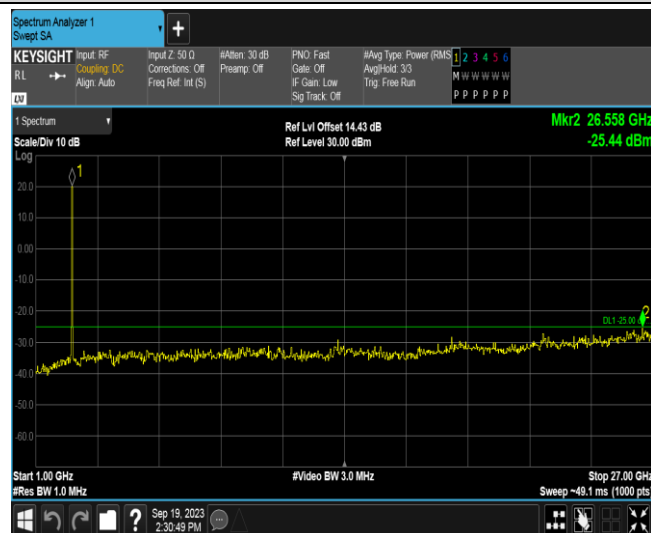 Spectrum Analyzer 1
Swept SA
+
KEYSIGHT
RL
Input: RF
Coupling: DC
Align: Auto
Input Z: 50 Ω
Corrections: Off
Freq Ref: Int (S)
#Atten: 30 dB
Preamp: Off
PNO: Fast
Gate: Off
IF Gain: Low
Sig Track: Off
#Avg Type: Power (RMS
Avg|Hold: 3/3
Trig: Free Run
1 2 3 4 5 6
M W W W W W
P P P P P P
1 Spectrum
Scale/Div 10 dB
Log
Ref Lvl Offset 14.43 dB
Ref Level 30.00 dBm
Mkr2 26.558 GHz
-25.44 dBm
1
20.0
10.0
0.00
-10.0
-20.0
-30.0
-40.0
-50.0
-60.0
2
DL1 -25.00
Start 1.00 GHz
#Res BW 1.0 MHz
#Video BW 3.0 MHz
Stop 27.00 GHz
Sweep ~49.1 ms (1000 pts)
?
Sep 19, 2023
2:30:49 PM